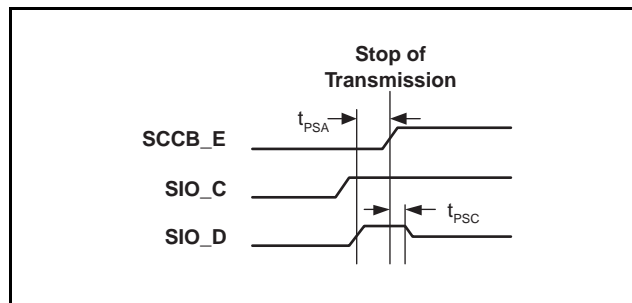 Stop of
Transmission
tPSA
SCCB_E
SIO_C
tPSC
SIO_D